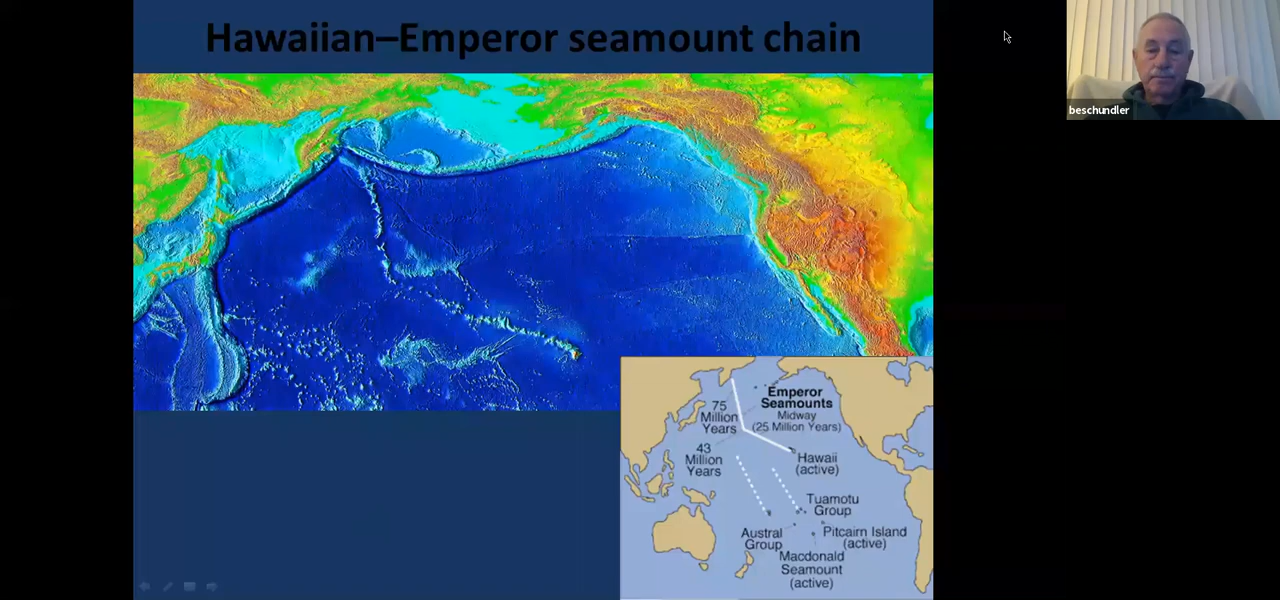 Hawaiian–Emperor seamount chain
beschundler
Emperor
Seamounts
Midway
(25 Million Years)
75
Million
Years
43
Million
Years
Hawaii
(active)
Tuamotu
Group
Austral
Group
Pitcairn Island
(active)
Macdonald
Seamount
(active)